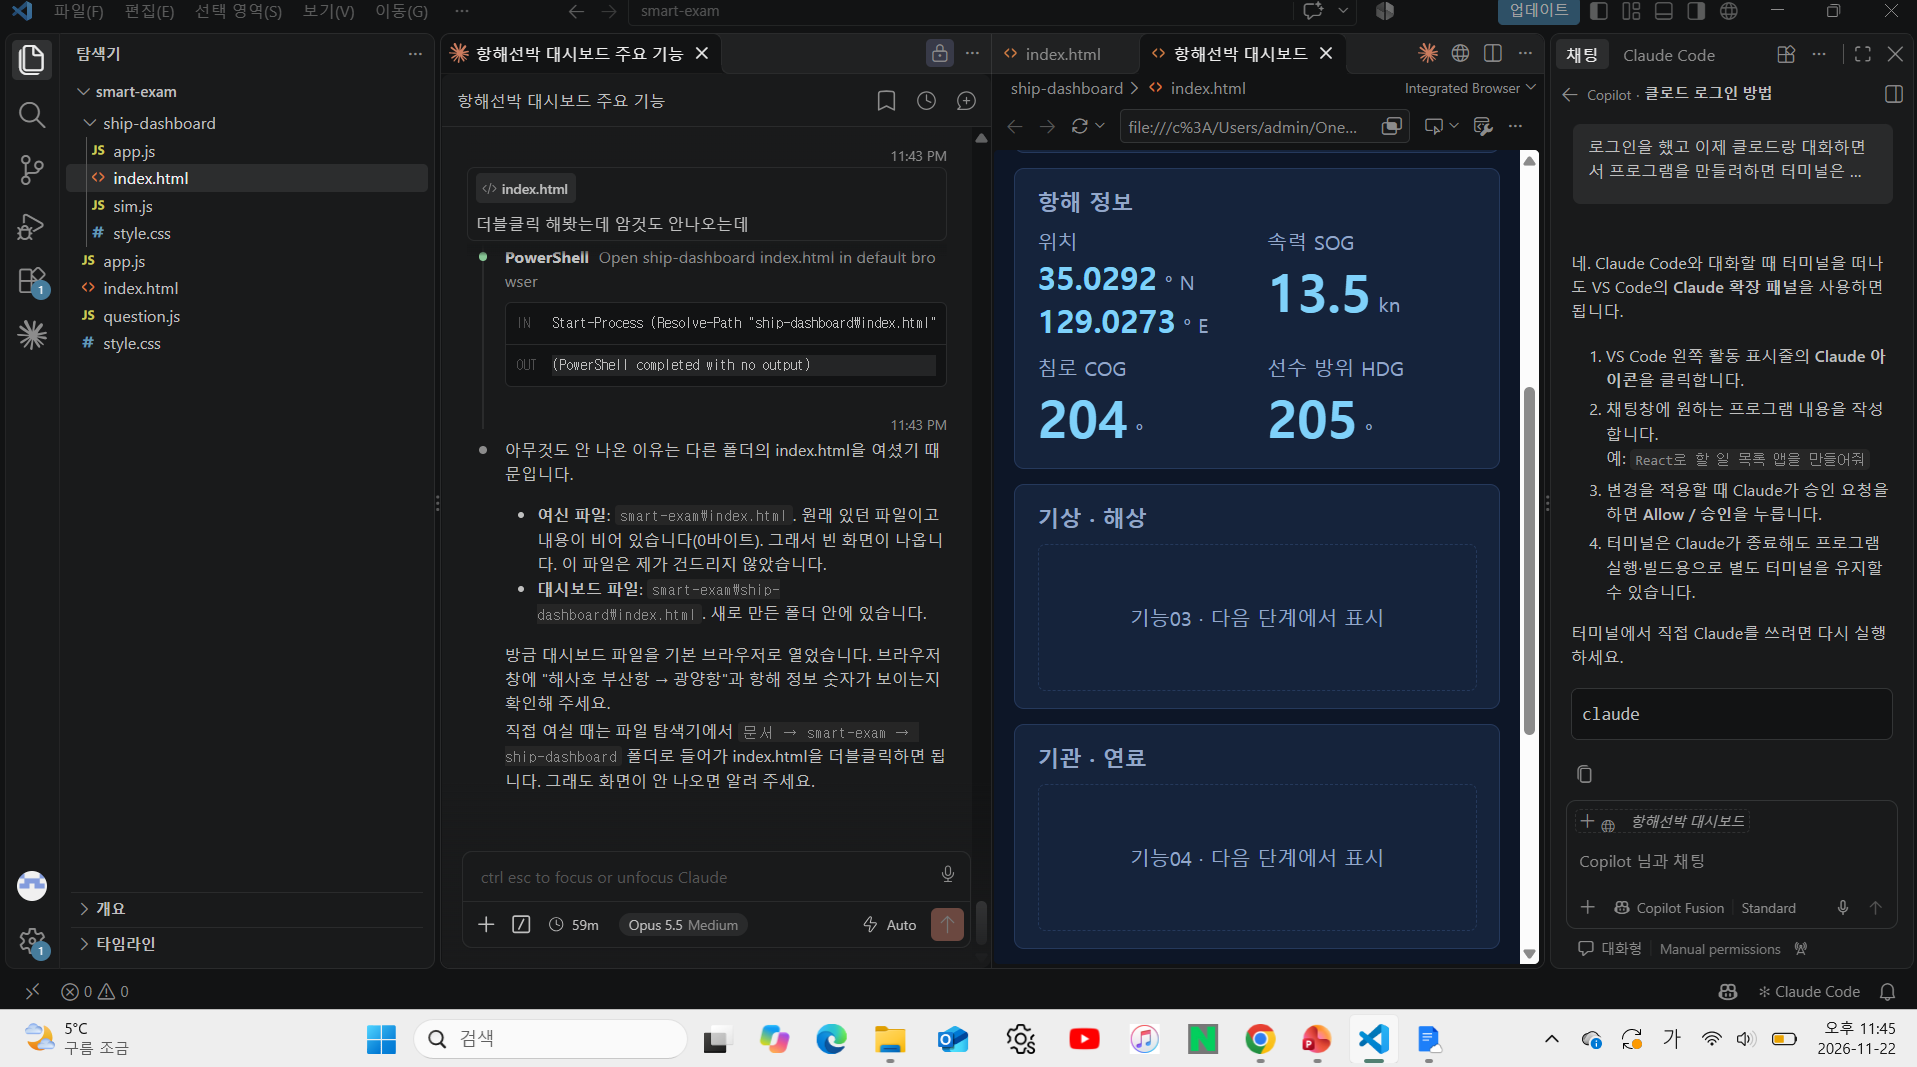 파일(F) 편집(E) 선택 영역(S) 보기(V) 이동(G) ···
smart-exam
업데이트
탐색기
smart-exam
ship-dashboard
JS app.js
<> index.html
JS sim.js
# style.css
JS app.js
<> index.html
JS question.js
# style.css
개요
타임라인
1
1
항해선박 대시보드 주요 기능
항해선박 대시보드 주요 기능
11:43 PM
</> index.html
더블클릭 해봤는데 암것도 안나오는데
PowerShell Open ship-dashboard index.html in default bro
wser
IN Start-Process (Resolve-Path "ship-dashboard₩index.html"
OUT (PowerShell completed with no output)
11:43 PM
아무것도 안 나온 이유는 다른 폴더의 index.html을 여셨기 때
문입니다.
• 여신 파일: smart-exam₩index.html. 원래 있던 파일이고
내용이 비어 있습니다(0바이트). 그래서 빈 화면이 나옵니
다. 이 파일은 제가 건드리지 않았습니다.
• 대시보드 파일: smart-exam₩ship-
dashboard₩index.html. 새로 만든 폴더 안에 있습니다.
방금 대시보드 파일을 기본 브라우저로 열었습니다. 브라우저
창에 "해사호 부산항 → 광양항"과 항해 정보 숫자가 보이는지
확인해 주세요.
직접 여실 때는 파일 탐색기에서 문서 → smart-exam →
ship-dashboard 폴더로 들어가 index.html을 더블클릭하면 됩
니다. 그래도 화면이 안 나오면 알려 주세요.
ctrl esc to focus or unfocus Claude
59m Opus 5.5 Medium Auto
<> index.html <> 항해선박 대시보드
ship-dashboard > <> index.html Integrated Browser
file:///c%3A/Users/admin/One...
항해 정보
위치 속력 SOG
35.0292 ° N
13.5 kn
129.0273 ° E
침로 COG 선수 방위 HDG
204 ° 205 °
기상 · 해상
기능03 · 다음 단계에서 표시
기관 · 연료
기능04 · 다음 단계에서 표시
채팅 Claude Code
Copilot · 클로드 로그인 방법
로그인을 했고 이제 클로드랑 대화하면
서 프로그램을 만들려하면 터미널은 ...
네. Claude Code와 대화할 때 터미널을 떠나
도 VS Code의 Claude 확장 패널을 사용하면
됩니다.
1. VS Code 왼쪽 활동 표시줄의 Claude 아
이콘을 클릭합니다.
2. 채팅창에 원하는 프로그램 내용을 작성
합니다.
예: React로 할 일 목록 앱을 만들어줘
3. 변경을 적용할 때 Claude가 승인 요청을
하면 Allow / 승인을 누릅니다.
4. 터미널은 Claude가 종료해도 프로그램
실행·빌드용으로 별도 터미널을 유지할
수 있습니다.
터미널에서 직접 Claude를 쓰려면 다시 실행
하세요.
claude
항해선박 대시보드
Copilot 님과 채팅
Copilot Fusion Standard
대화형 Manual permissions
0 0
Claude Code
5°C
구름 조금
검색
가
오후 11:45
2026-11-22